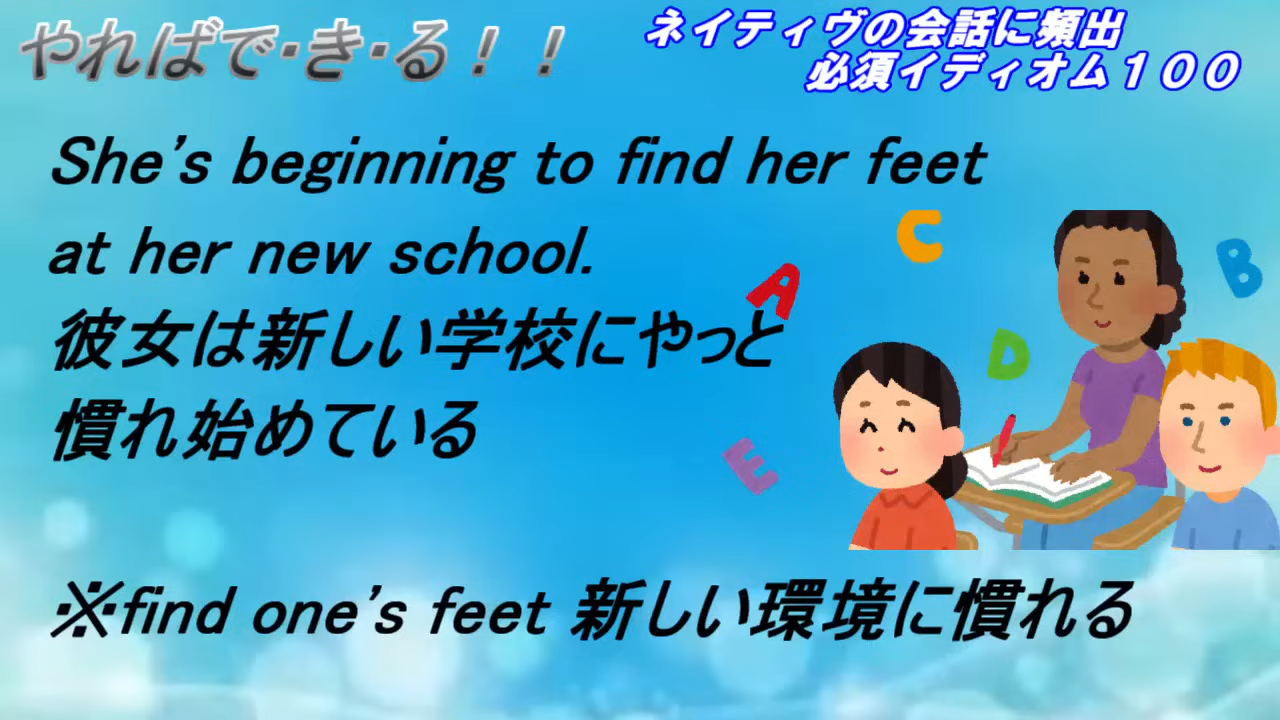 やればで・き・る！！
ネイティヴの会話に頻出
必須イディオム１００
She's beginning to find her feet
at her new school.
彼女は新しい学校にやっと
慣れ始めている
C
B
A
D
E
※find one's feet 新しい環境に慣れる